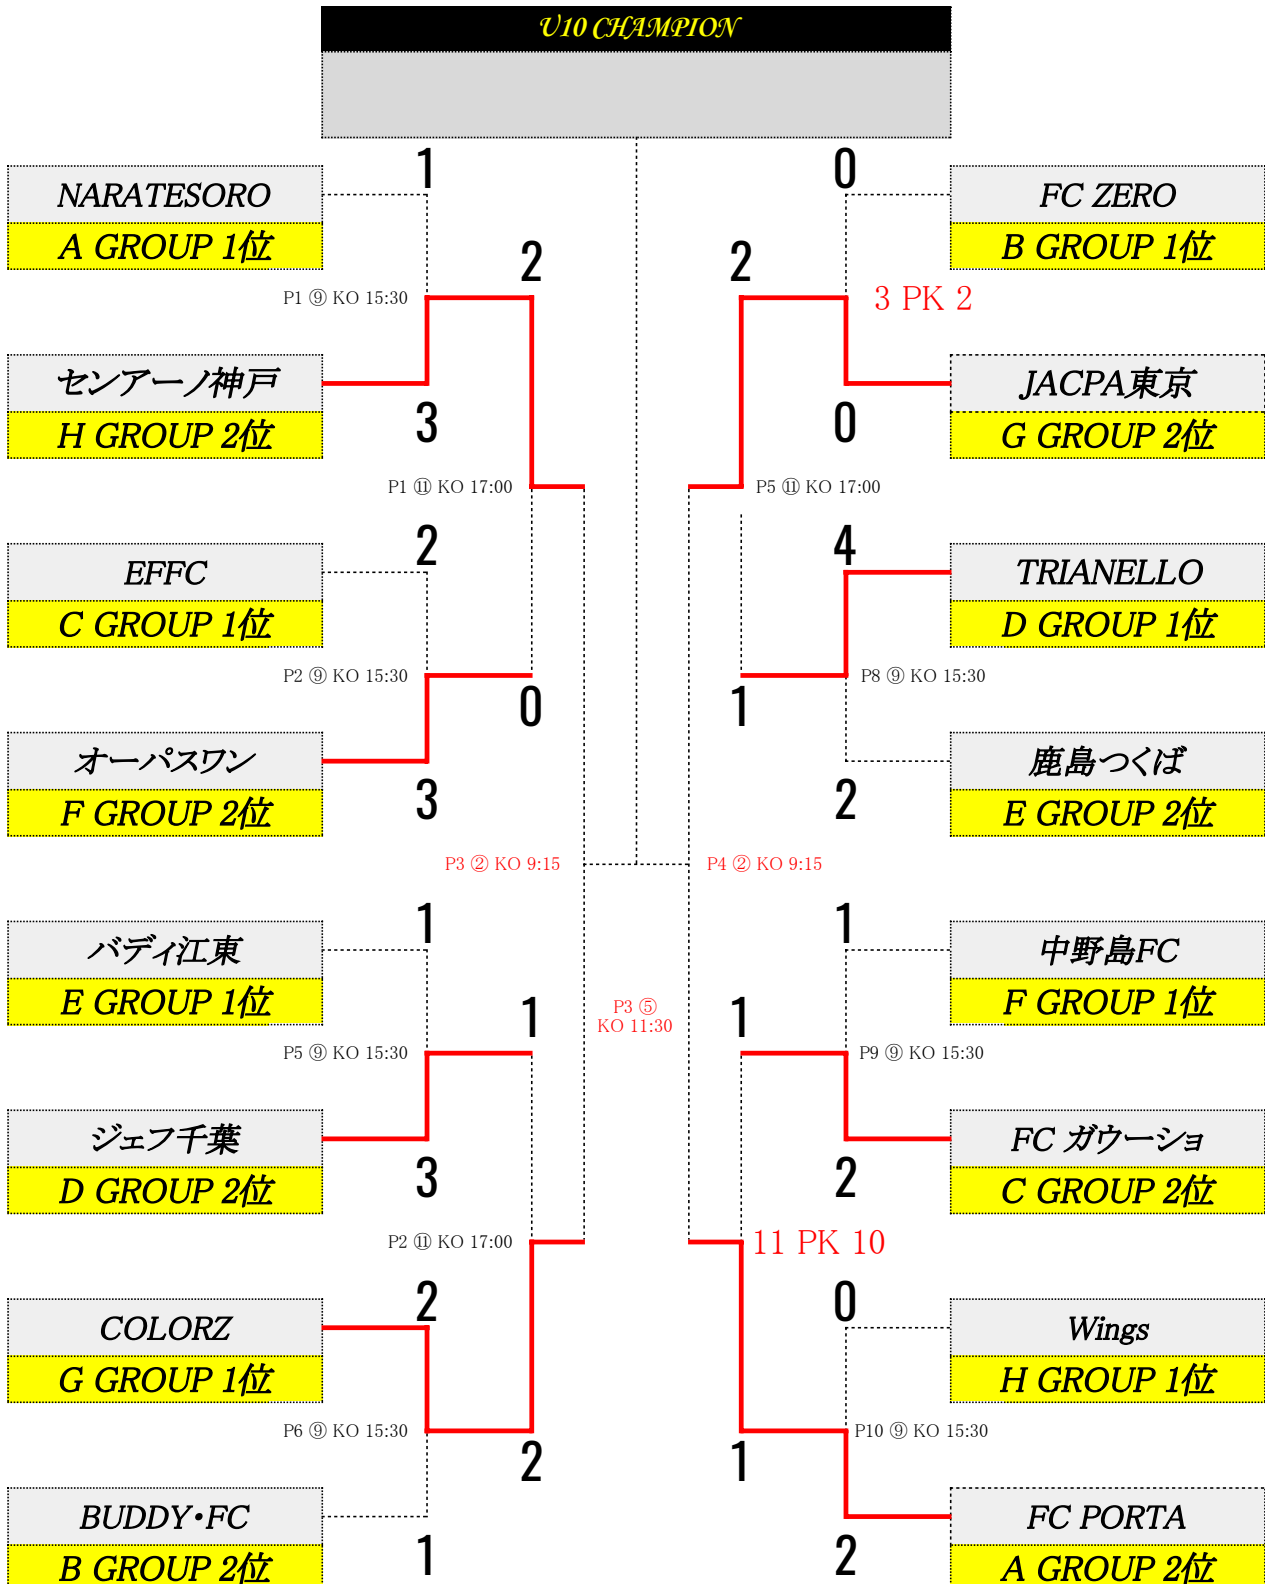 U10 CHAMPION
1
0
NARATESORO
FC ZERO
A GROUP 1位
B GROUP 1位
2
2
P1 ⑨ KO 15:30
3 PK 2
センアーノ神戸
JACPA東京
H GROUP 2位
G GROUP 2位
3
0
P1 ⑪ KO 17:00
P5 ⑪ KO 17:00
2
4
EFFC
TRIANELLO
C GROUP 1位
D GROUP 1位
P2 ⑨ KO 15:30
P8 ⑨ KO 15:30
0
1
オーパスワン
鹿島つくば
F GROUP 2位
E GROUP 2位
3
2
P3 ② KO 9:15
P4 ② KO 9:15
1
1
バディ江東
中野島FC
E GROUP 1位
F GROUP 1位
1
P3 ⑤
KO 11:30
1
P5 ⑨ KO 15:30
P9 ⑨ KO 15:30
ジェフ千葉
FC ガウーショ
D GROUP 2位
C GROUP 2位
3
2
P2 ⑪ KO 17:00
11 PK 10
2
0
COLORZ
Wings
G GROUP 1位
H GROUP 1位
P6 ⑨ KO 15:30
P10 ⑨ KO 15:30
2
1
BUDDY・FC
FC PORTA
1
2
B GROUP 2位
A GROUP 2位